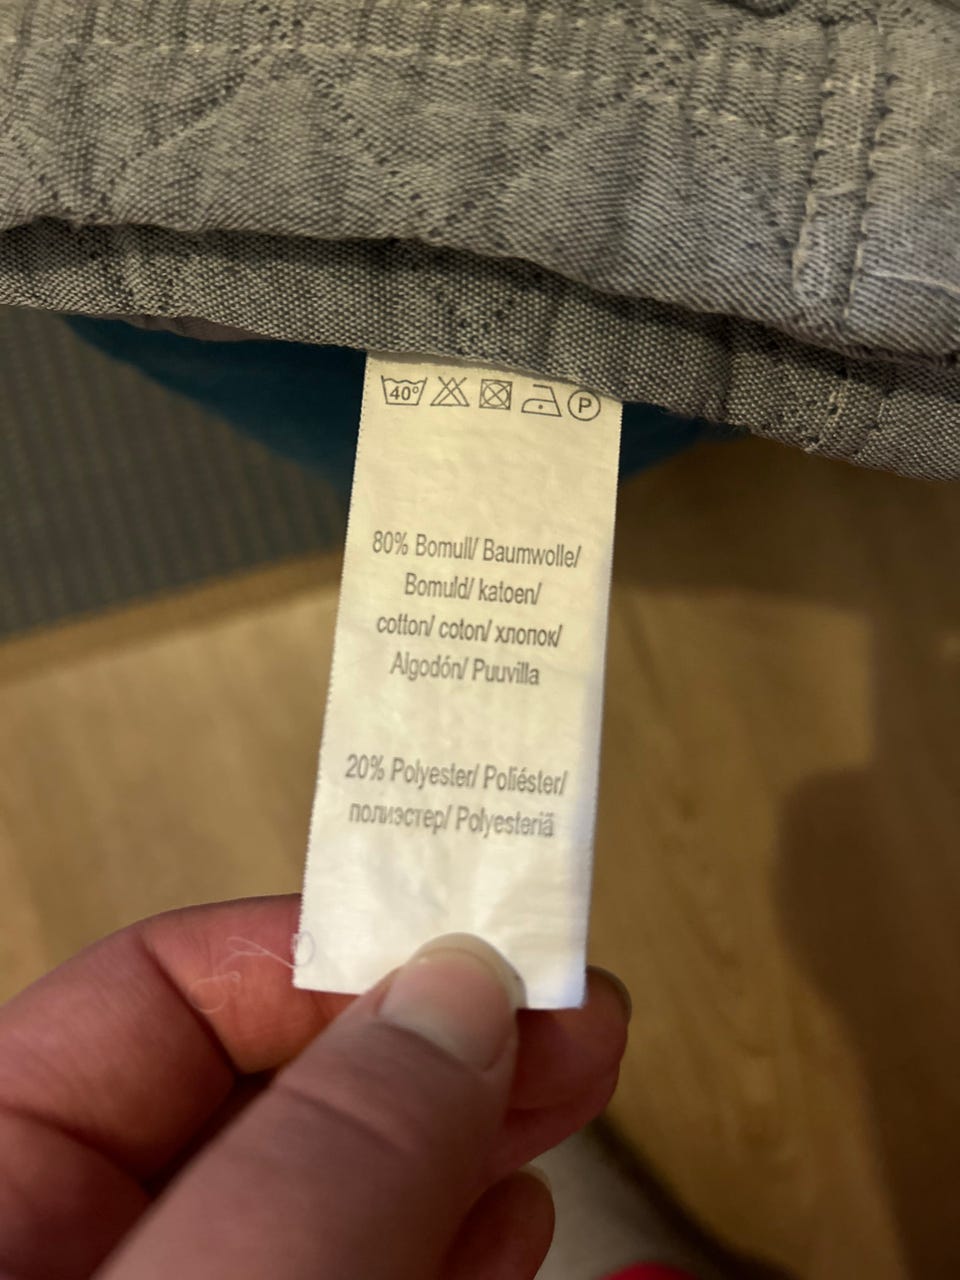 40° P
80% Bomull/ Baumwolle/
Bomuld/ katoen/
cotton/ coton/ хлопок/
Algodón/ Puuvilla
20% Polyester/ Poliéster/
полиэстер/ Polyesteriä